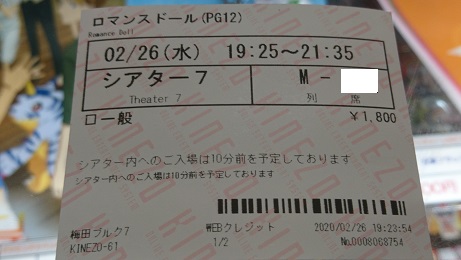 ロマンスドール(PG12)
Romance Doll
02/26(水) 19:25～21:35
シアター7 M－
Theater 7 列 席
ロ一般 ¥1,800
シアター内へのご入場は10分前を予定しております
シアター内へのご入場は10分前を予定しております
梅田ブルク7 WEBクレジット 2020/02/26 19:23:54
KINEZO-61 1/2 No.0008068754